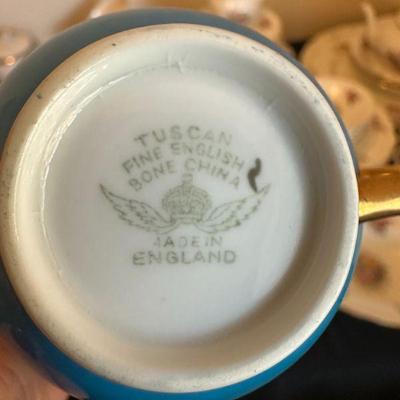 TUSCAN
FINE ENGLISH
BONE CHINA
MADE IN
ENGLAND